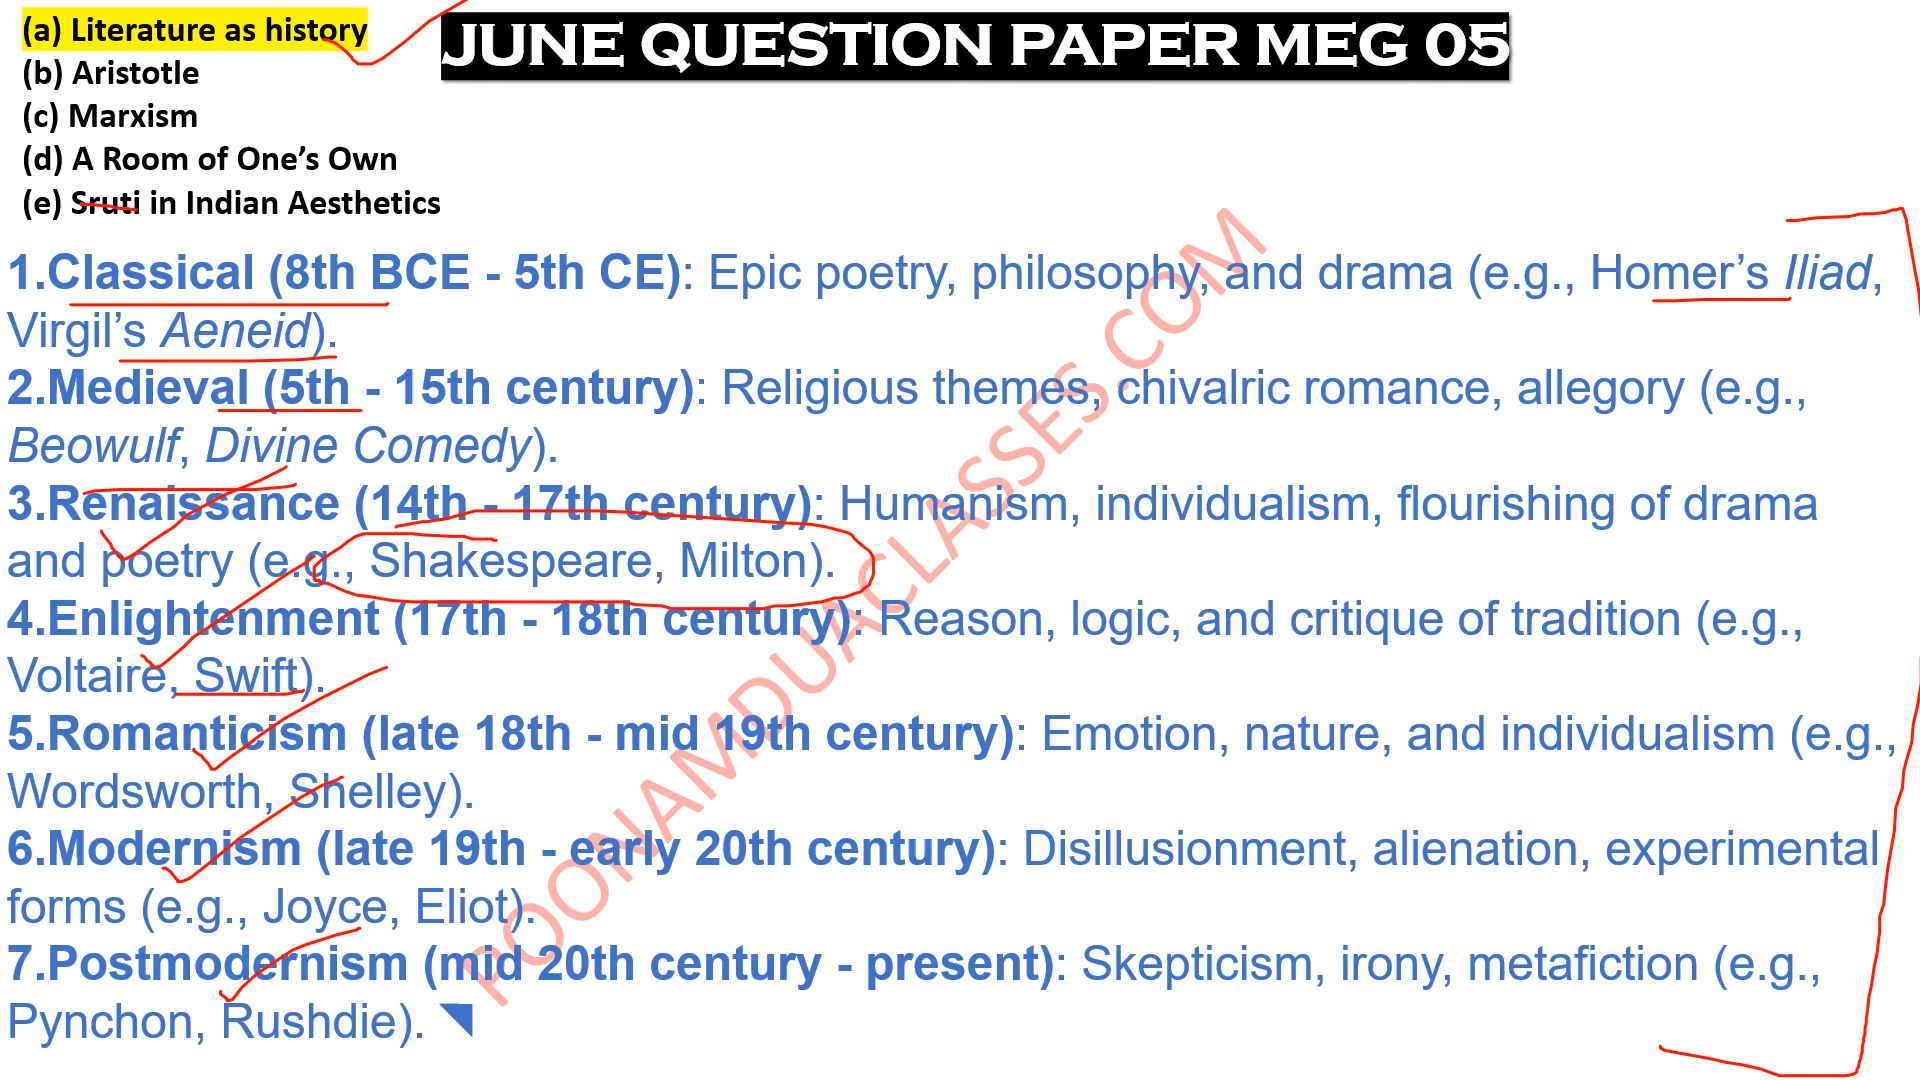 (a) Literature as history
JUNE QUESTION PAPER MEG 05
(b) Aristotle
(c) Marxism
(d) A Room of One’s Own
(e) Sruti in Indian Aesthetics
1.Classical (8th BCE - 5th CE): Epic poetry, philosophy, and drama (e.g., Homer’s Iliad,
Virgil’s Aeneid).
2.Medieval (5th - 15th century): Religious themes, chivalric romance, allegory (e.g.,
Beowulf, Divine Comedy).
3.Renaissance (14th - 17th century): Humanism, individualism, flourishing of drama
and poetry (e.g., Shakespeare, Milton).
4.Enlightenment (17th - 18th century): Reason, logic, and critique of tradition (e.g.,
Voltaire, Swift).
5.Romanticism (late 18th - mid 19th century): Emotion, nature, and individualism (e.g.,
Wordsworth, Shelley).
6.Modernism (late 19th - early 20th century): Disillusionment, alienation, experimental
forms (e.g., Joyce, Eliot).
7.Postmodernism (mid 20th century - present): Skepticism, irony, metafiction (e.g.,
Pynchon, Rushdie).
POONAMDUACLASSES.COM